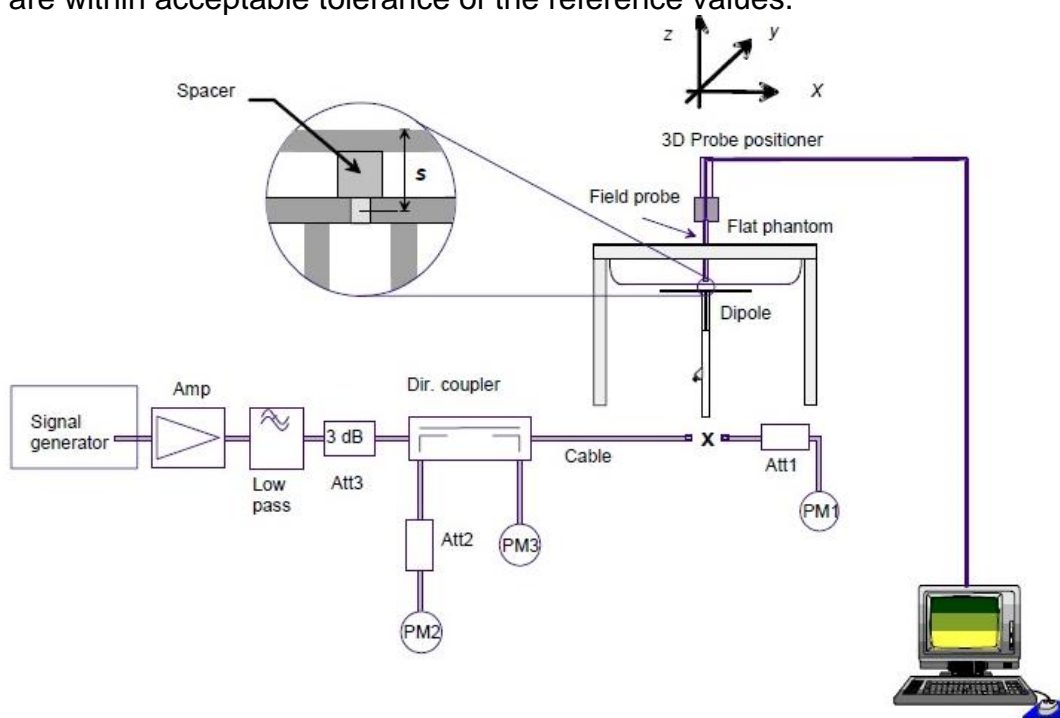 are within acceptable tolerance of the reference values.
z
y
X
Spacer
s
3D Probe positioner
Field probe
Flat phantom
Dipole
Signal
generator
Amp
Low
pass
3 dB
Att3
Dir. coupler
Att2
PM2
PM3
Cable
X
Att1
PM1